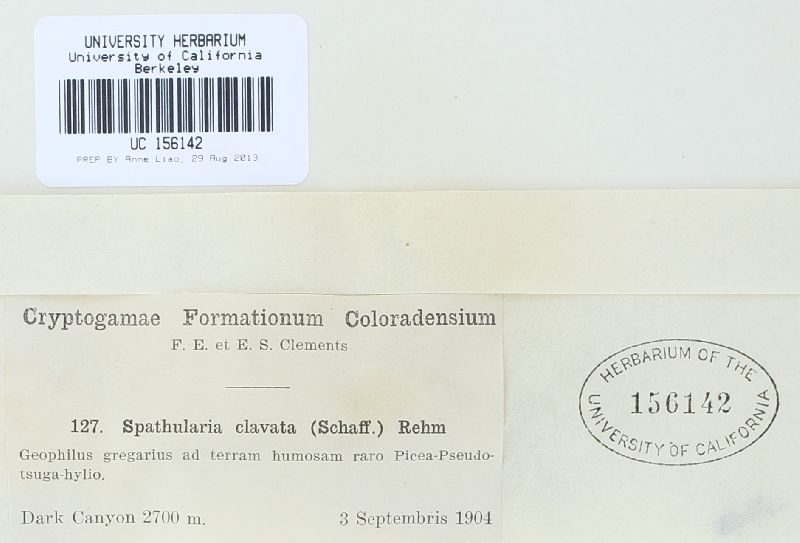 UNIVERSITY HERBARIUM
University of California
Berkeley
UC 156142
PREP BY Anne Liao, 29 Aug 2013
Cryptogamae Formationum Coloradensium
F. E. et E. S. Clements
127. Spathularia clavata (Schaff.) Rehm
Geophilus gregarius ad terram humosam raro Picea-Pseudo-
tsuga-hylio.
Dark Canyon 2700 m. 3 Septembris 1904
HERBARIUM OF THE
156142
UNIVERSITY OF CALIFORNIA